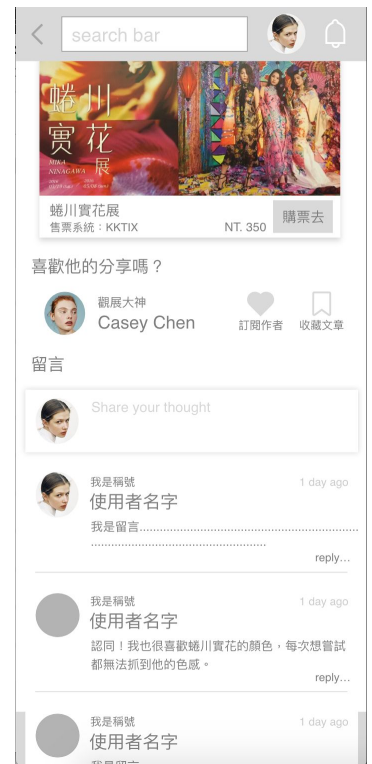 search bar
蜷川
實花
展
MIKA
NINAGAWA
蜷川實花展
售票系統：KKTIX
NT. 350
購票去
喜歡他的分享嗎？
觀展大神
Casey Chen
訂閱作者
收藏文章
留言
Share your thought
我是稱號
1 day ago
使用者名字
我是留言................................................................
....................................................
reply...
我是稱號
1 day ago
使用者名字
認同！我也很喜歡蜷川實花的顏色，每次想嘗試
都無法抓到他的色感。
reply...
我是稱號
1 day ago
使用者名字